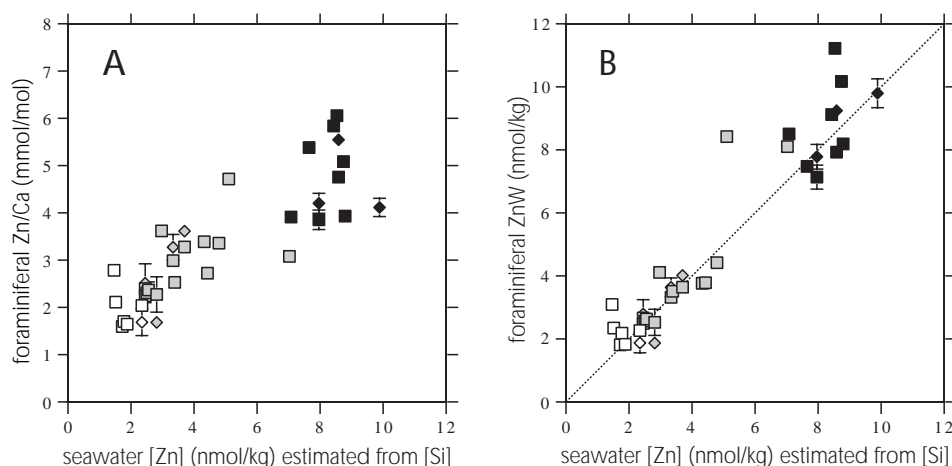 A
8
7
6
5
4
3
2
1
0
foraminiferal Zn/Ca (mmol/mol)
0 2 4 6 8 10 12
seawater [Zn] (nmol/kg) estimated from [Si]
B
12
10
8
6
4
2
0
foraminiferal ZnW (nmol/kg)
0 2 4 6 8 10 12
seawater [Zn] (nmol/kg) estimated from [Si]